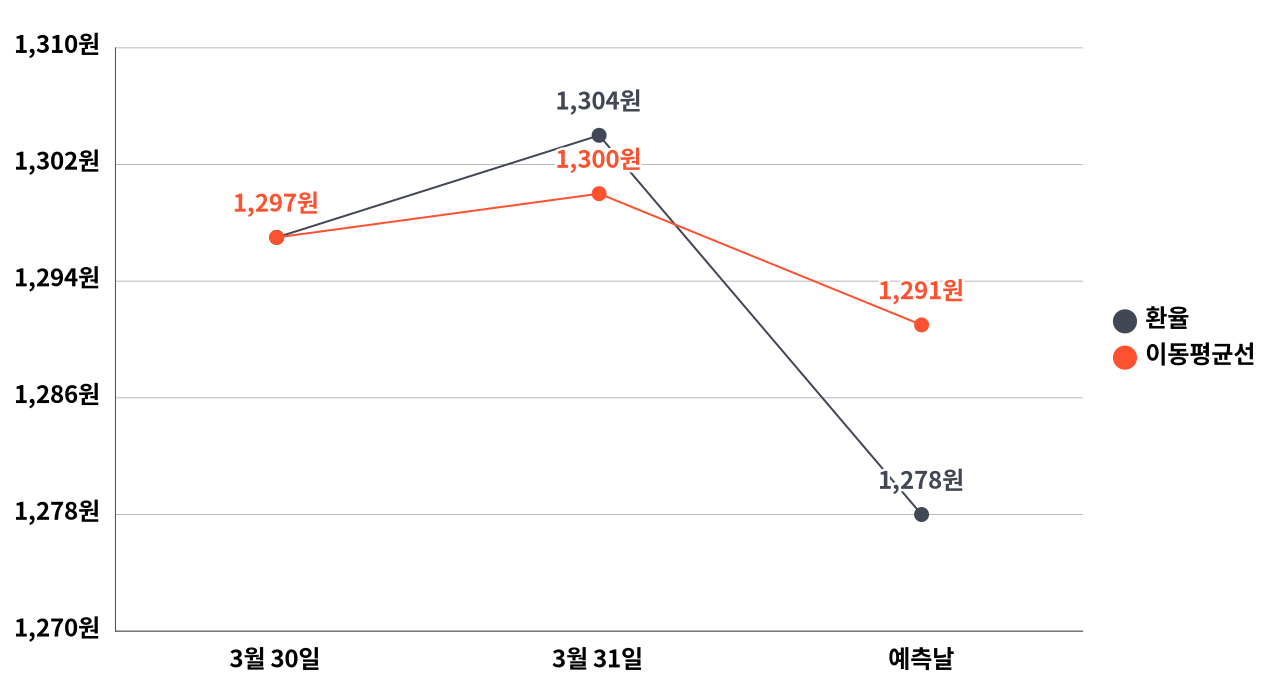 1,310원
1,302원
1,294원
1,286원
1,278원
1,270원
1,304원
1,300원
1,297원
1,291원
1,278원
3월 30일
3월 31일
예측날
환율
이동평균선